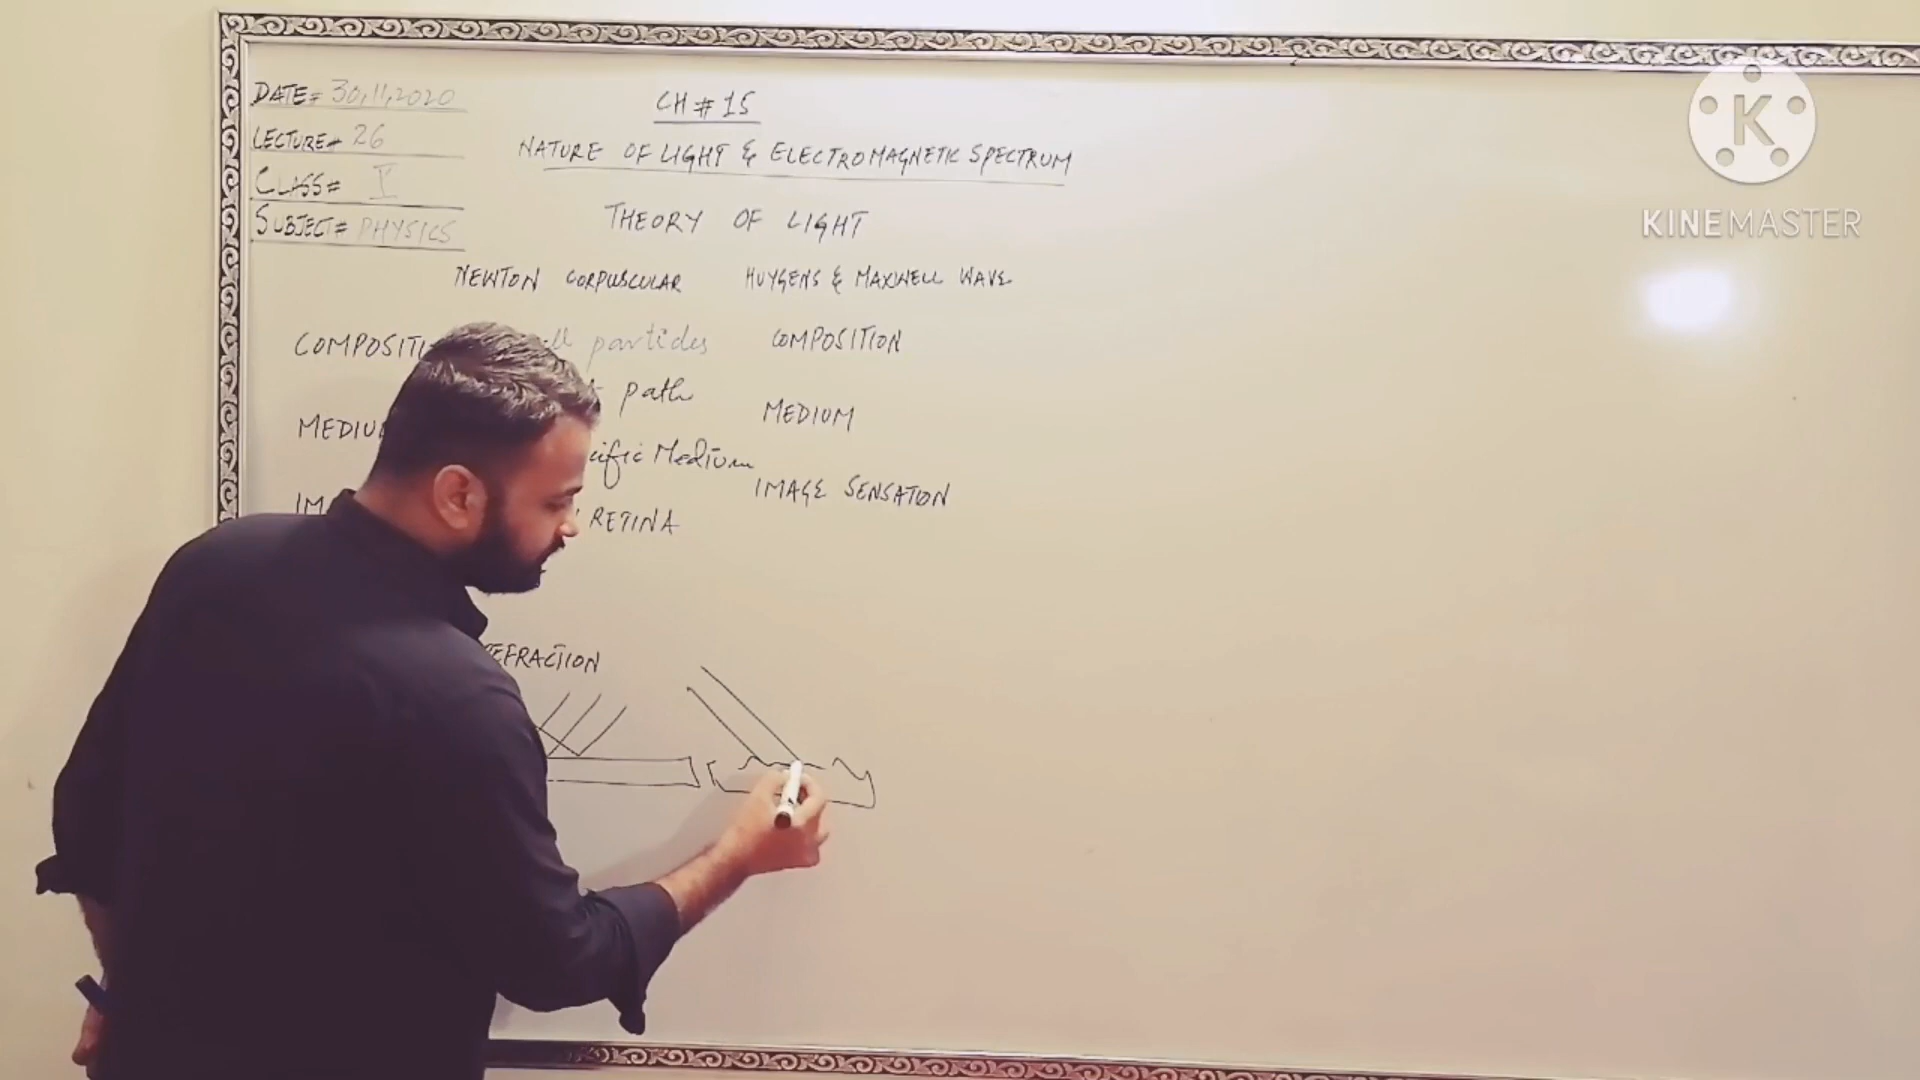 DATE# 30,11,2020
LECTURE# 26
CLASS# X
SUBJECT# PHYSICS
CH # 15
NATURE OF LIGHT & ELECTROMAGNETIC SPECTRUM
THEORY OF LIGHT
NEWTON CORPUSCULAR
HUYGENS & MAXWELL WAVE
particles
path
Medium
RETINA
COMPOSITION
MEDIUM
IMAGE SENSATION
K
KINEMASTER